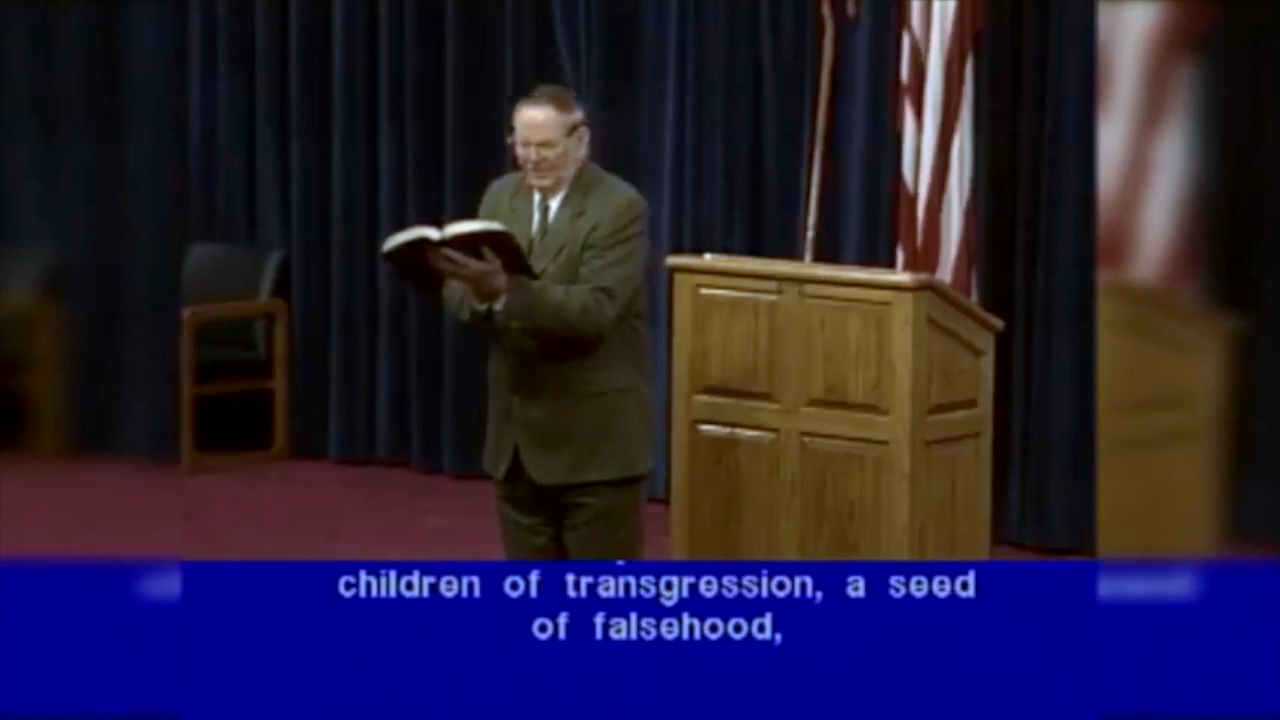 children of transgression, a seed
of falsehood,